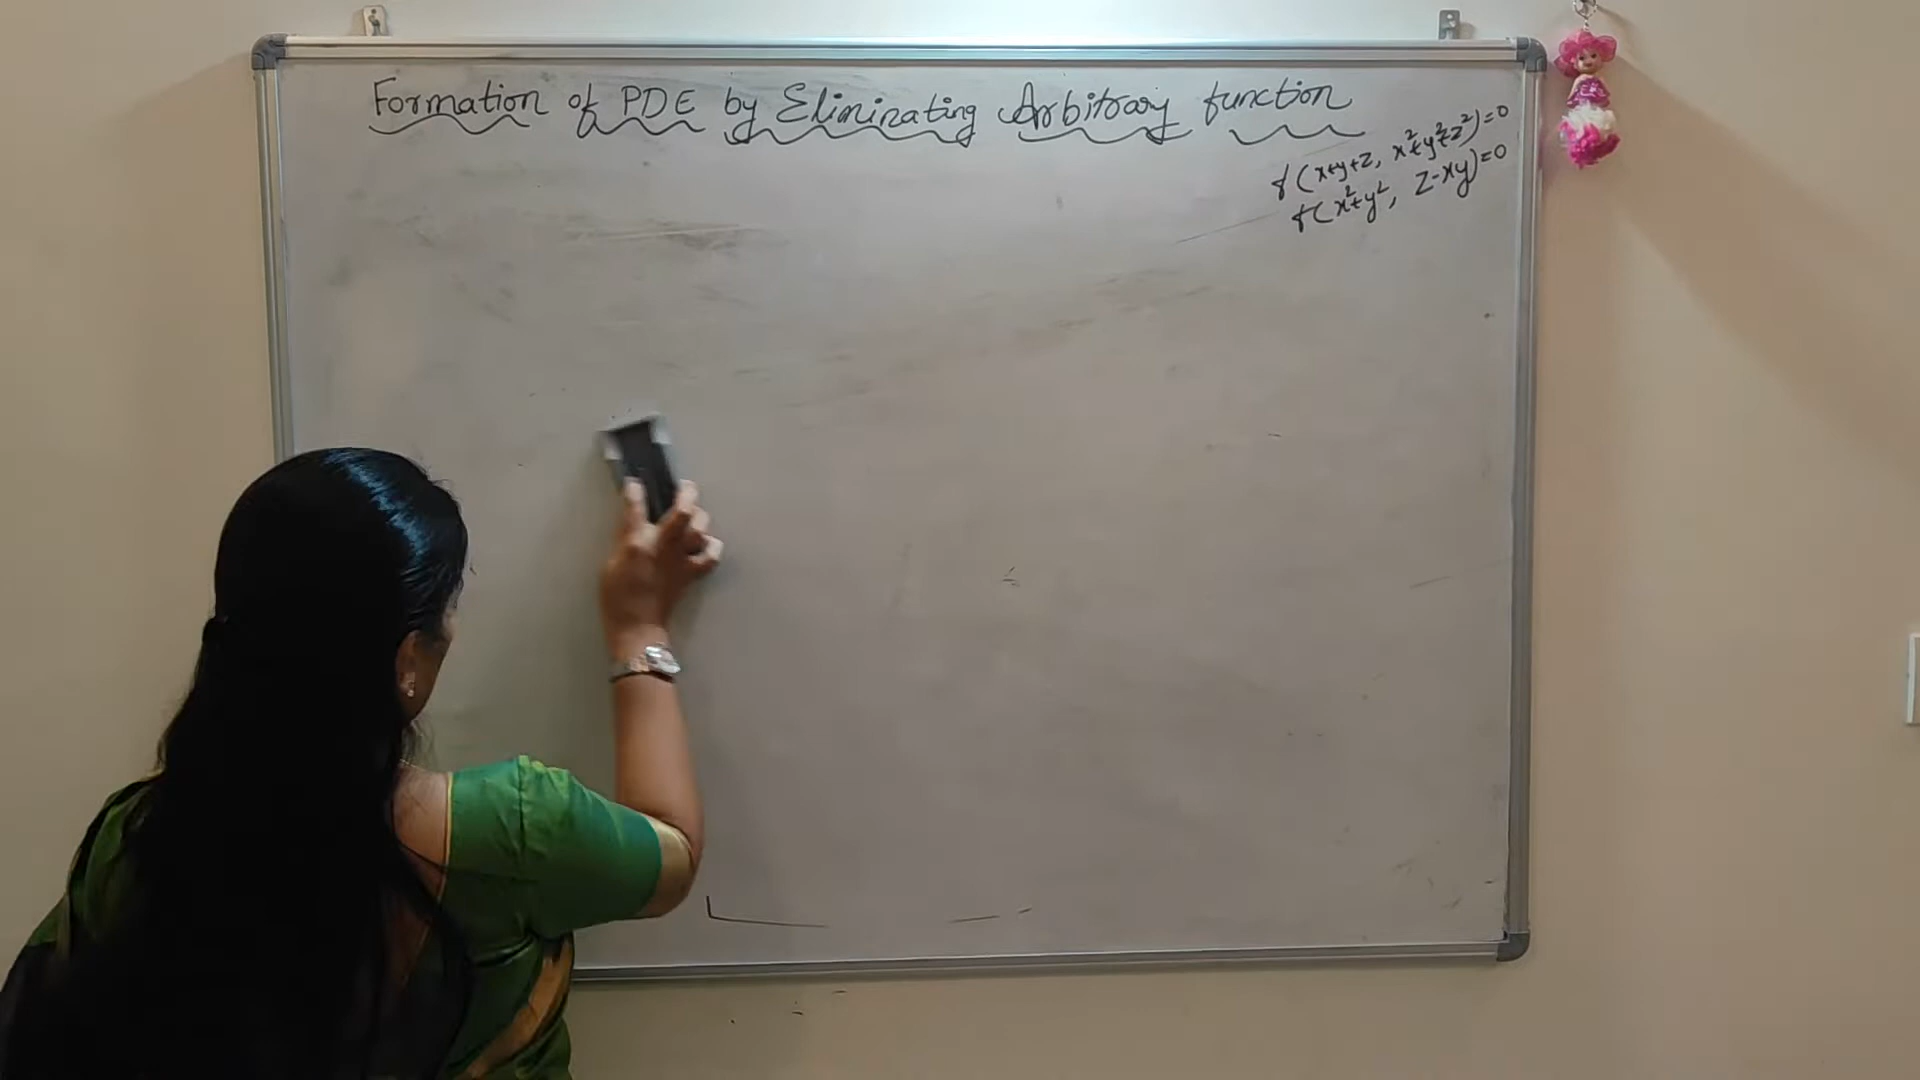 Formation of PDE by Eliminating Arbitrary function
f(x+y+z, x²+y²+z²)=0
f(x²+y², z-xy)=0